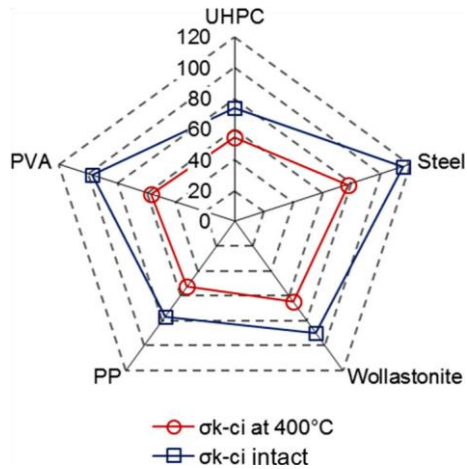 UHPC
120
100
80
60
40
20
0
PVA
Steel
PP
Wollastonite
σk-ci at 400°C
σk-ci intact